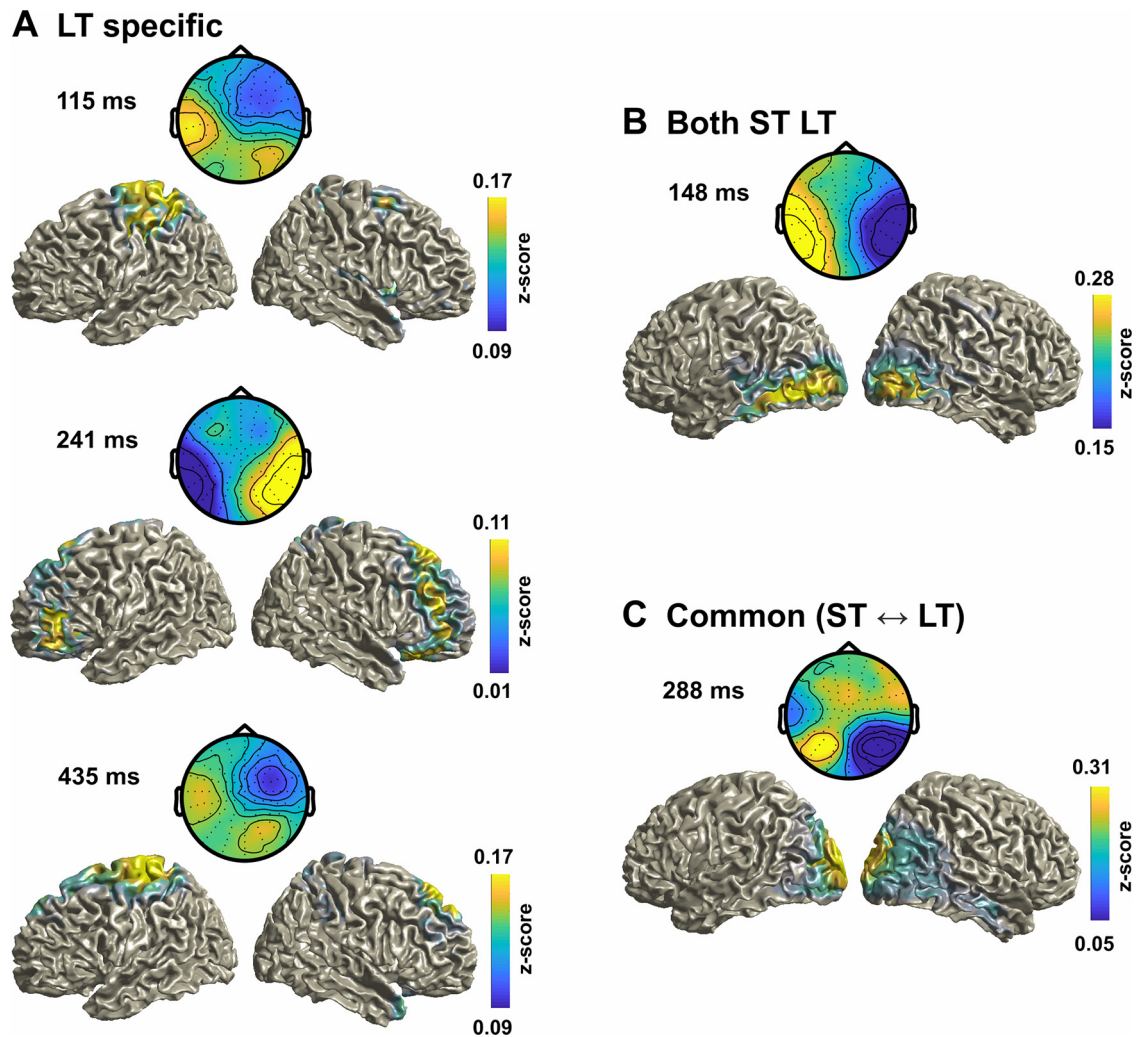 A LT specific
115 ms
0.17
z-score
0.09
241 ms
0.11
z-score
0.01
435 ms
0.17
z-score
0.09
B Both ST LT
148 ms
0.28
z-score
0.15
C Common (ST ↔ LT)
288 ms
0.31
z-score
0.05